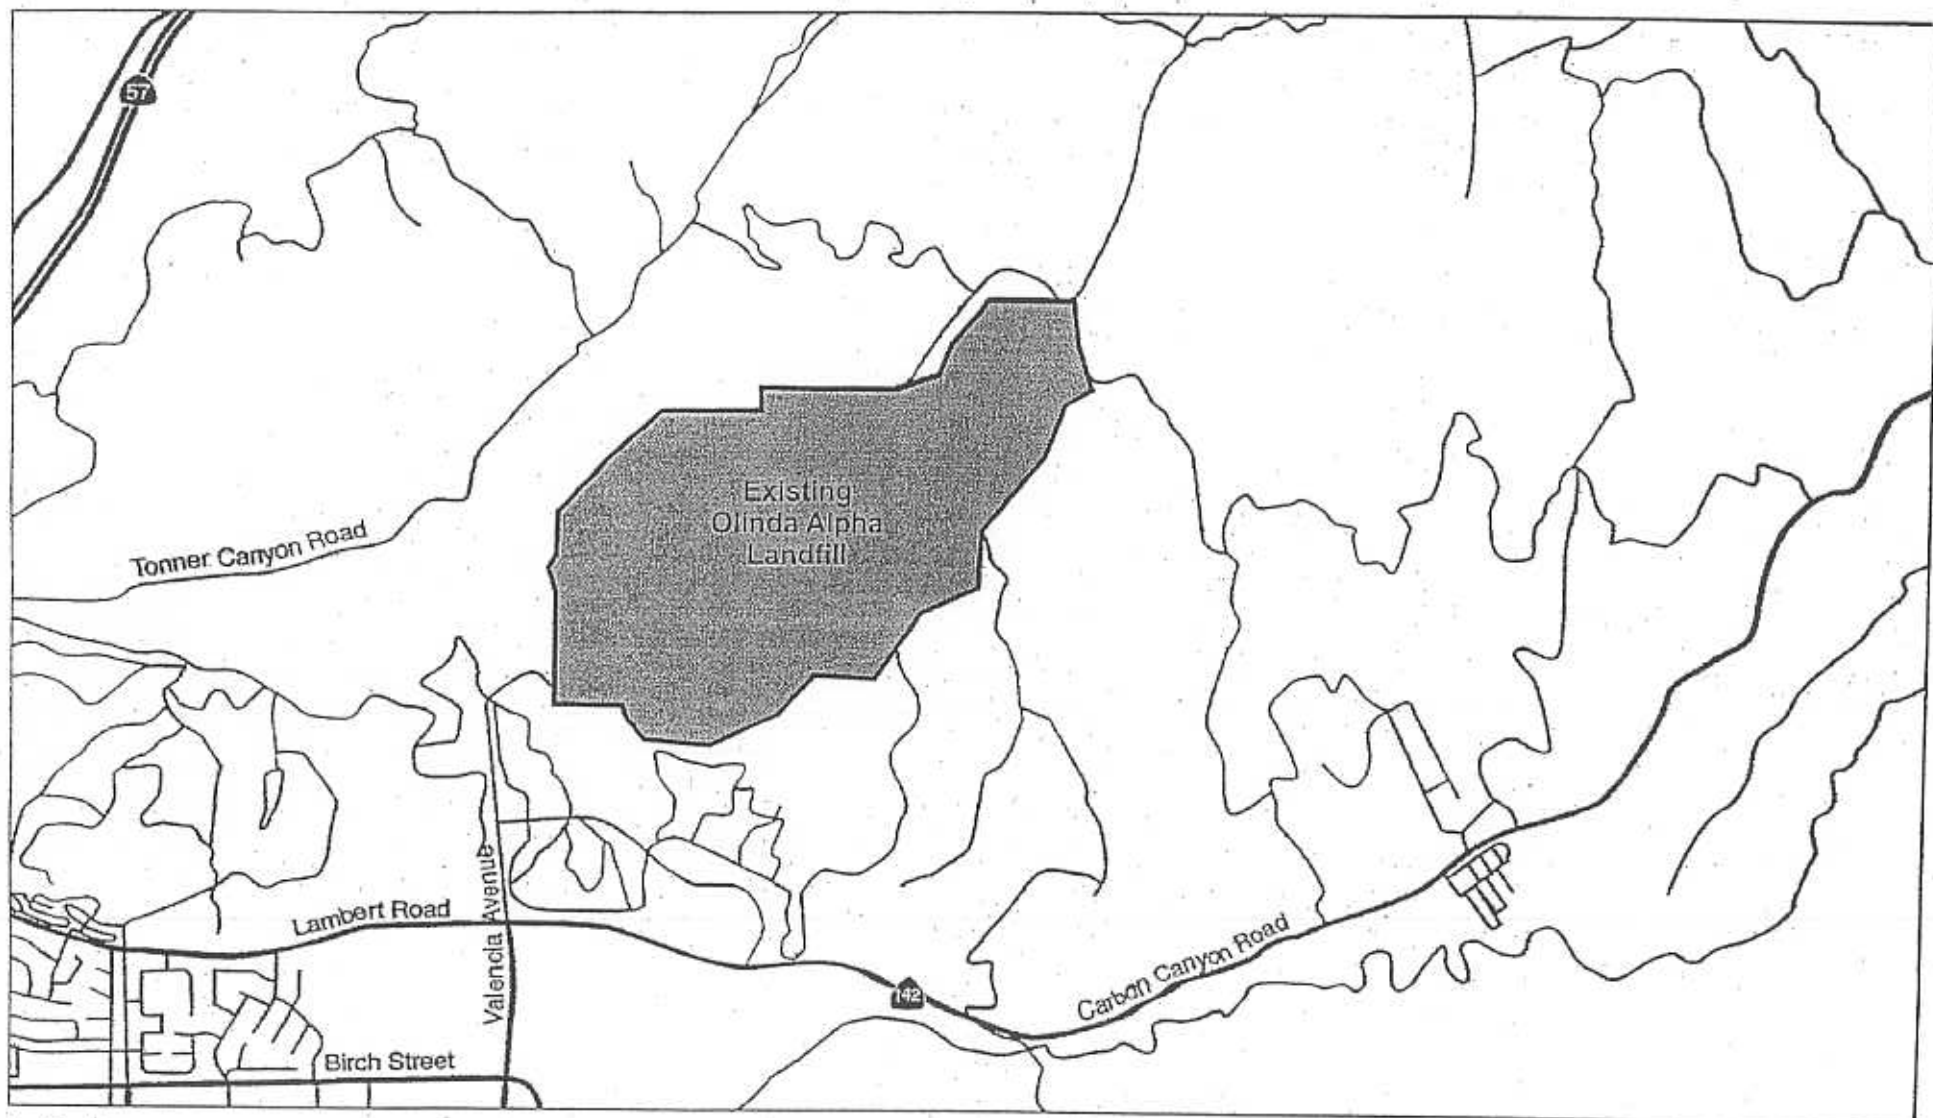 57
Existing
Olinda Alpha
Landfill
Tonner Canyon Road
Lambert Road
Valencia Avenue
142
Carbon Canyon Road
Birch Street